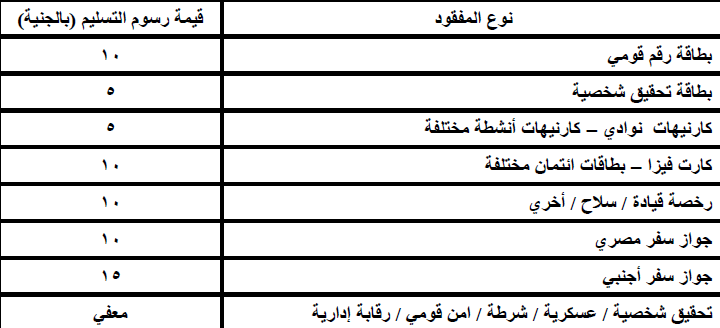 نوع المفقود قيمة رسوم التسليم (بالجنية)
بطاقة رقم قومي ١٠
بطاقة تحقيق شخصية ٥
كارنيهات نوادي – كارنيهات أنشطة مختلفة ٥
كارت فيزا – بطاقات ائتمان مختلفة ١٠
رخصة قيادة / سلاح / أخري ١٠
جواز سفر مصري ١٠
جواز سفر أجنبي ١٥
تحقيق شخصية / عسكرية / شرطة / امن قومي / رقابة إدارية معفي